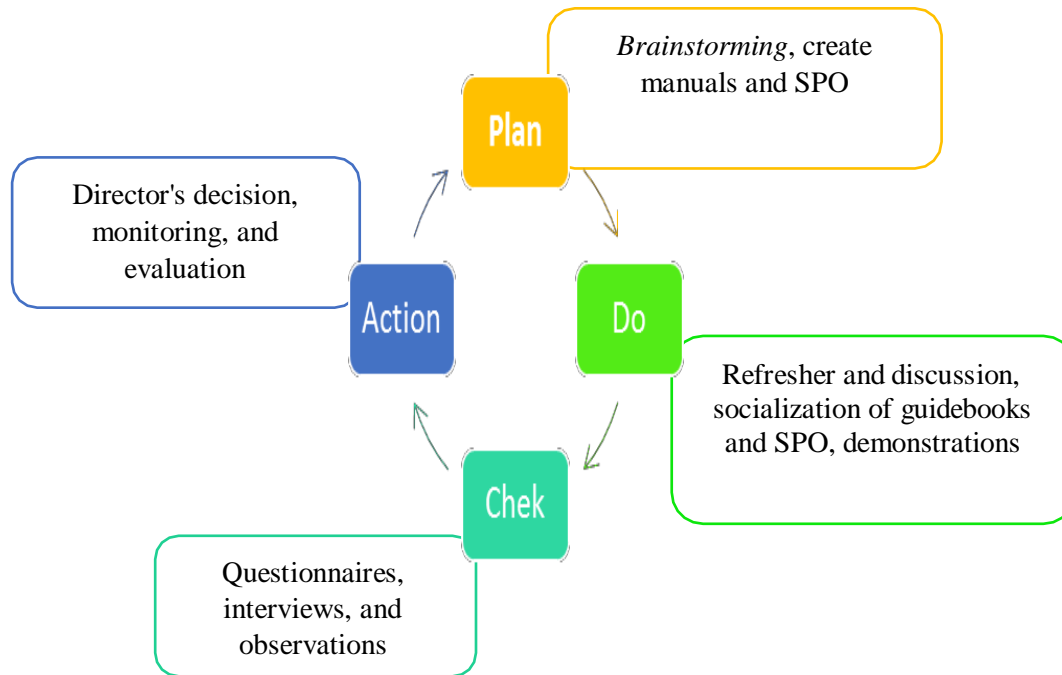 Brainstorming, create
manuals and SPO
Plan
Director's decision,
monitoring, and
evaluation
Action
Do
Refresher and discussion,
socialization of guidebooks
and SPO, demonstrations
Chek
Questionnaires,
interviews, and
observations